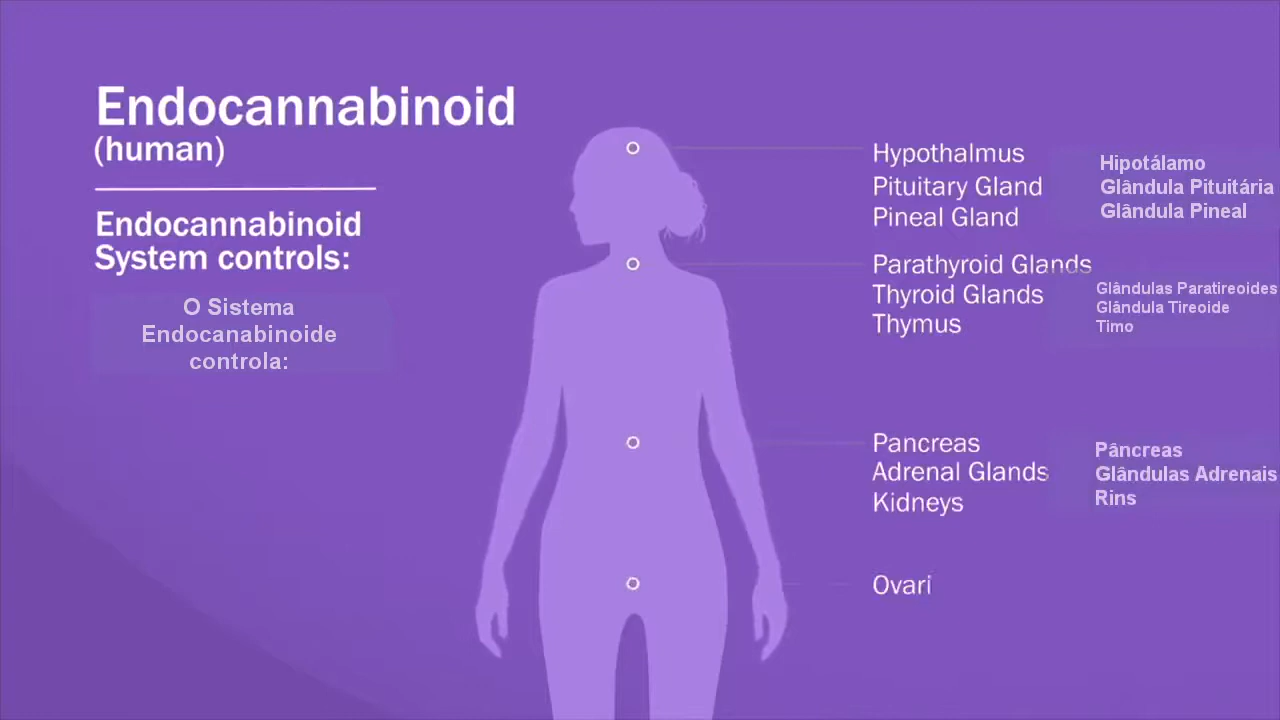 Endocannabinoid
(human)
Endocannabinoid
System controls:
O Sistema
Endocanabinoide
controla:
Hypothalmus
Pituitary Gland
Pineal Gland
Hipotálamo
Glândula Pituitária
Glândula Pineal
Parathyroid Glands
Thyroid Glands
Thymus
Glândulas Paratireoides
Glândula Tireoide
Timo
Pancreas
Adrenal Glands
Kidneys
Pâncreas
Glândulas Adrenais
Rins
Ovari